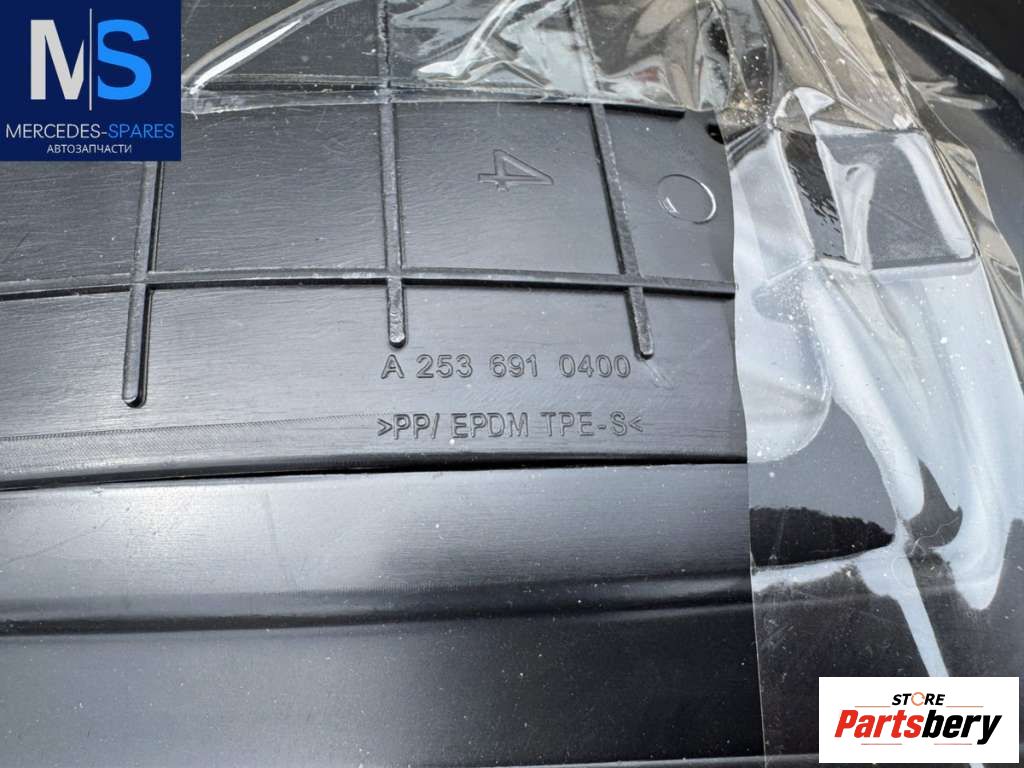 MS
MERCEDES-SPARES
АВТОЗАПЧАСТИ
4
A 253 691 0400
>PP/ EPDM TPE-S<
STORE
Partsbery